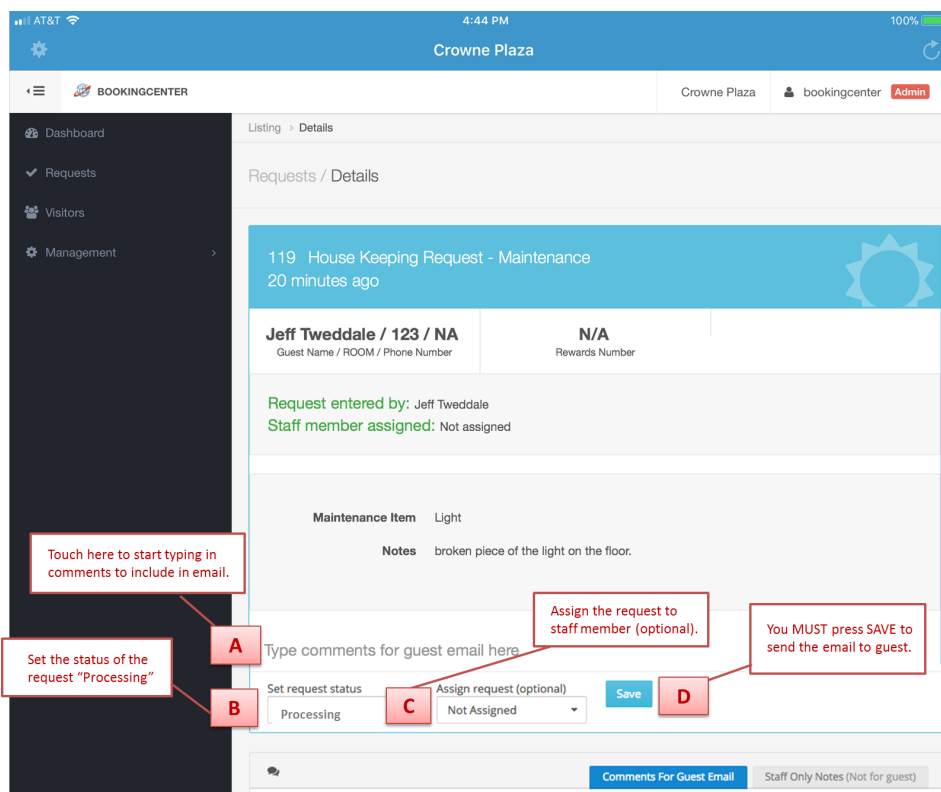 AT&T 4:44 PM 100%
Crowne Plaza
BOOKINGCENTER Crowne Plaza bookingcenter Admin
Dashboard
Requests
Visitors
Management
Listing > Details
Requests / Details
119 House Keeping Request - Maintenance
20 minutes ago
Jeff Tweddale / 123 / NA
Guest Name / ROOM / Phone Number
N/A
Rewards Number
Request entered by: Jeff Tweddale
Staff member assigned: Not assigned
Maintenance Item Light
Notes broken piece of the light on the floor.
Touch here to start typing in
comments to include in email.
A
Type comments for guest email here
Assign the request to
staff member (optional).
You MUST press SAVE to
send the email to guest.
Set the status of the
request “Processing”
B
Set request status
Processing
C
Assign request (optional)
Not Assigned
Save
D
Comments For Guest Email
Staff Only Notes (Not for guest)